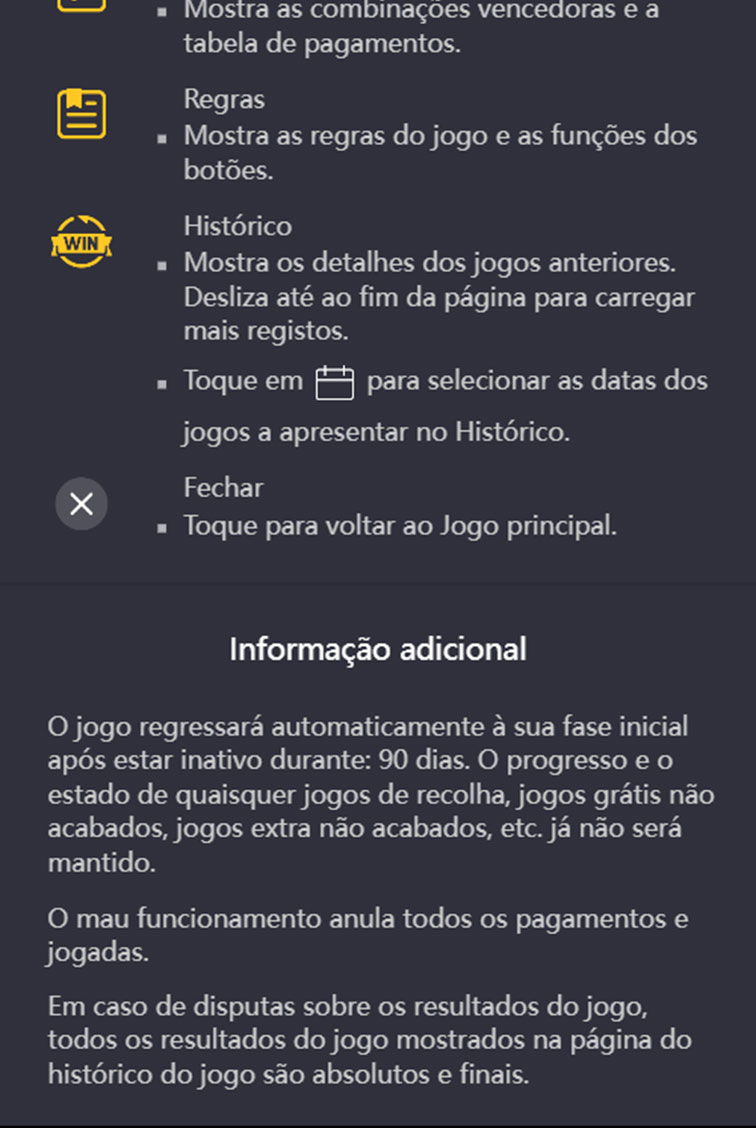 Mostra as combinações vencedoras e a
tabela de pagamentos.
Regras
Mostra as regras do jogo e as funções dos
botões.
WIN
Histórico
Mostra os detalhes dos jogos anteriores.
Desliza até ao fim da página para carregar
mais registos.
Toque em para selecionar as datas dos
jogos a apresentar no Histórico.
Fechar
Toque para voltar ao Jogo principal.
Informação adicional
O jogo regressará automaticamente à sua fase inicial
após estar inativo durante: 90 dias. O progresso e o
estado de quaisquer jogos de recolha, jogos grátis não
acabados, jogos extra não acabados, etc. já não será
mantido.
O mau funcionamento anula todos os pagamentos e
jogadas.
Em caso de disputas sobre os resultados do jogo,
todos os resultados do jogo mostrados na página do
histórico do jogo são absolutos e finais.